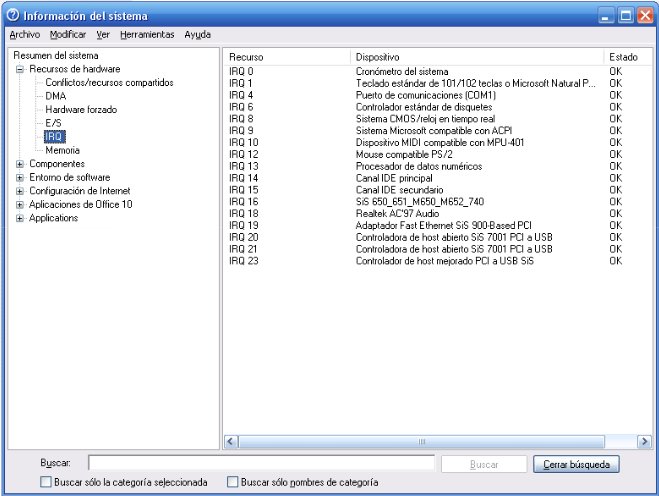 Información del sistema
Archivo Modificar Ver Herramientas Ayuda
Resumen del sistema
Recursos de hardware
Conflictos/recursos compartidos
DMA
Hardware forzado
E/S
IRQ
Memoria
Componentes
Entorno de software
Configuración de Internet
Aplicaciones de Office 10
Applications
Recurso Dispositivo Estado
IRQ 0 Cronómetro del sistema OK
IRQ 1 Teclado estándar de 101/102 teclas o Microsoft Natural P... OK
IRQ 4 Puerto de comunicaciones (COM1) OK
IRQ 6 Controlador estándar de disquetes OK
IRQ 8 Sistema CMOS/reloj en tiempo real OK
IRQ 9 Sistema Microsoft compatible con ACPI OK
IRQ 10 Dispositivo MIDI compatible con MPU-401 OK
IRQ 12 Mouse compatible PS/2 OK
IRQ 13 Procesador de datos numéricos OK
IRQ 14 Canal IDE principal OK
IRQ 15 Canal IDE secundario OK
IRQ 16 SiS 650_651_M650_M652_740 OK
IRQ 18 Realtek AC'97 Audio OK
IRQ 19 Adaptador Fast Ethernet SiS 900-Based PCI OK
IRQ 20 Controladora de host abierto SiS 7001 PCI a USB OK
IRQ 21 Controladora de host abierto SiS 7001 PCI a USB OK
IRQ 23 Controlador de host mejorado PCI a USB SiS OK
Buscar: Buscar Cerrar búsqueda
Buscar sólo la categoría seleccionada Buscar sólo nombres de categoría